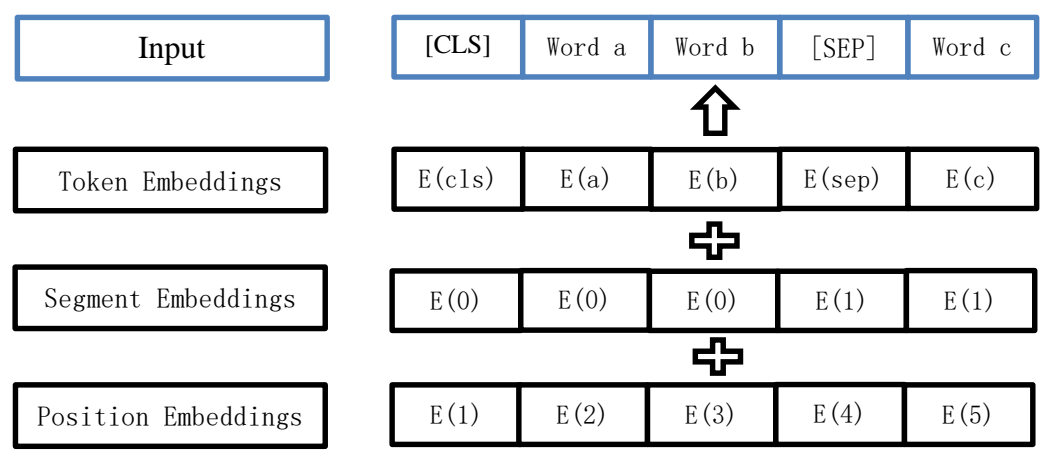 Input [CLS] Word a Word b [SEP] Word c
Token Embeddings E(cls) E(a) E(b) E(sep) E(c)
Segment Embeddings E(0) E(0) E(0) E(1) E(1)
Position Embeddings E(1) E(2) E(3) E(4) E(5)